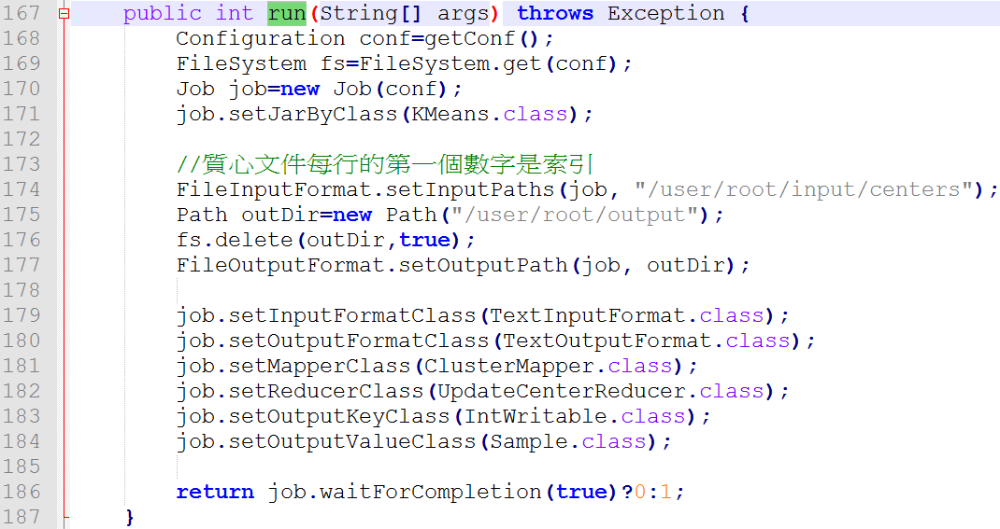 167 public int run(String[] args) throws Exception {
168 Configuration conf=getConf();
169 FileSystem fs=FileSystem.get(conf);
170 Job job=new Job(conf);
171 job.setJarByClass(KMeans.class);
172
173 //質心文件每行的第一個數字是索引
174 FileInputFormat.setInputPaths(job, "/user/root/input/centers");
175 Path outDir=new Path("/user/root/output");
176 fs.delete(outDir,true);
177 FileOutputFormat.setOutputPath(job, outDir);
178
179 job.setInputFormatClass(TextInputFormat.class);
180 job.setOutputFormatClass(TextOutputFormat.class);
181 job.setMapperClass(ClusterMapper.class);
182 job.setReducerClass(UpdateCenterReducer.class);
183 job.setOutputKeyClass(IntWritable.class);
184 job.setOutputValueClass(Sample.class);
185
186 return job.waitForCompletion(true)?0:1;
187 }